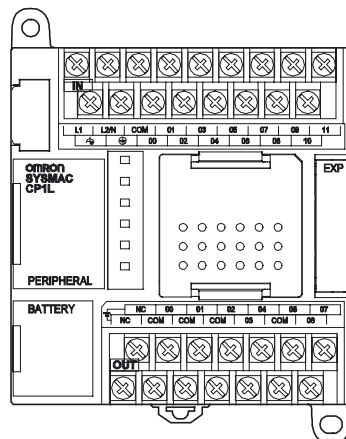 IN
L1 L2/N COM 01 03 05 07 09 11
00 02 04 06 08 10
OMRON
SYSMAC
CP1L
EXP
PERIPHERAL
BATTERY
NC 00 01 02 04 05 07
NC COM COM COM 03 COM 06
OUT